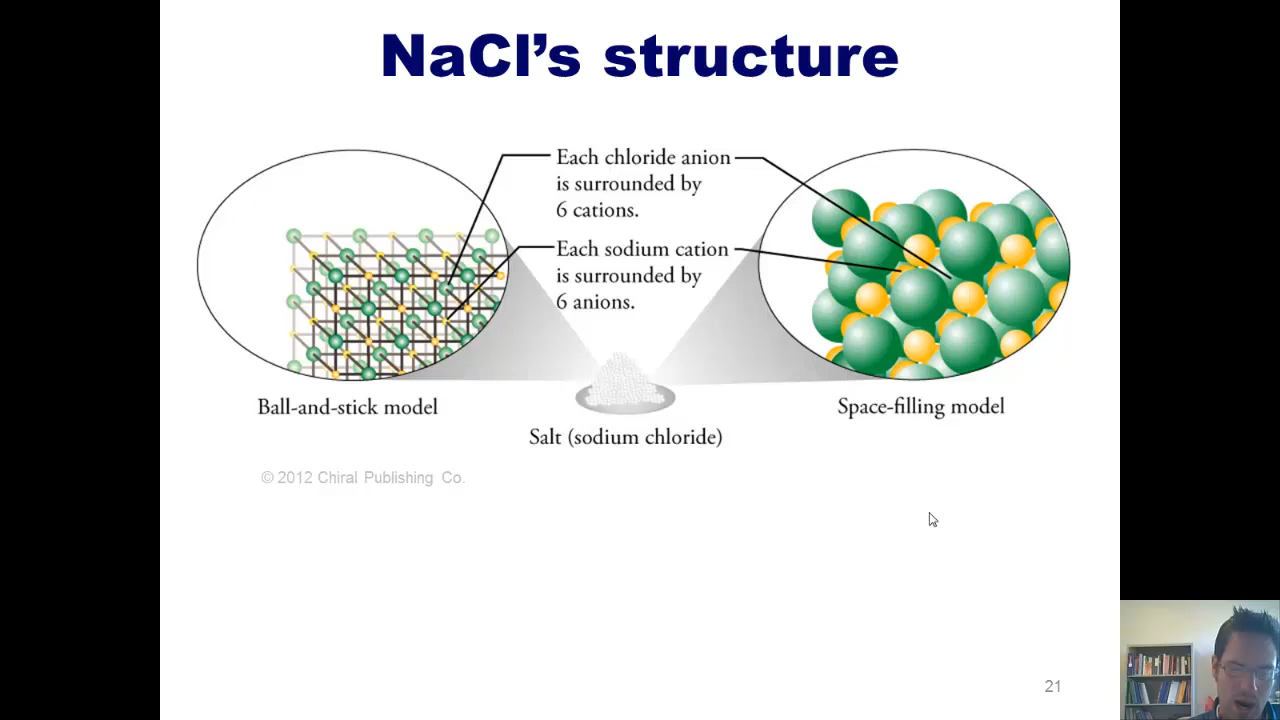 NaCl’s structure
Each chloride anion
is surrounded by
6 cations.
Each sodium cation
is surrounded by
6 anions.
Ball-and-stick model
Space-filling model
Salt (sodium chloride)
© 2012 Chiral Publishing Co.
21